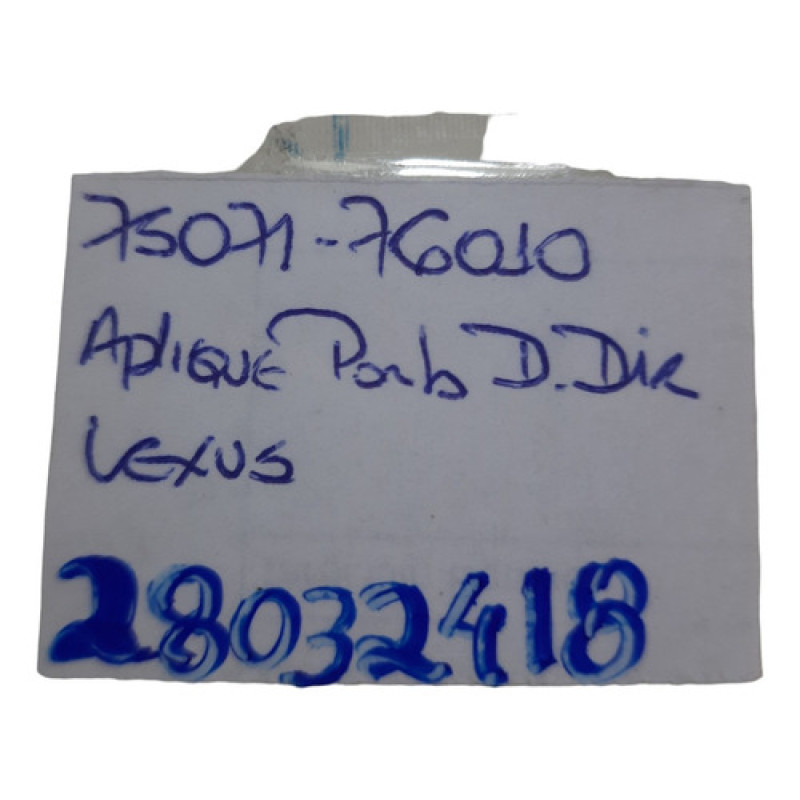 75071-76010
Aplique Porta D.Dir
Lexus
28032418